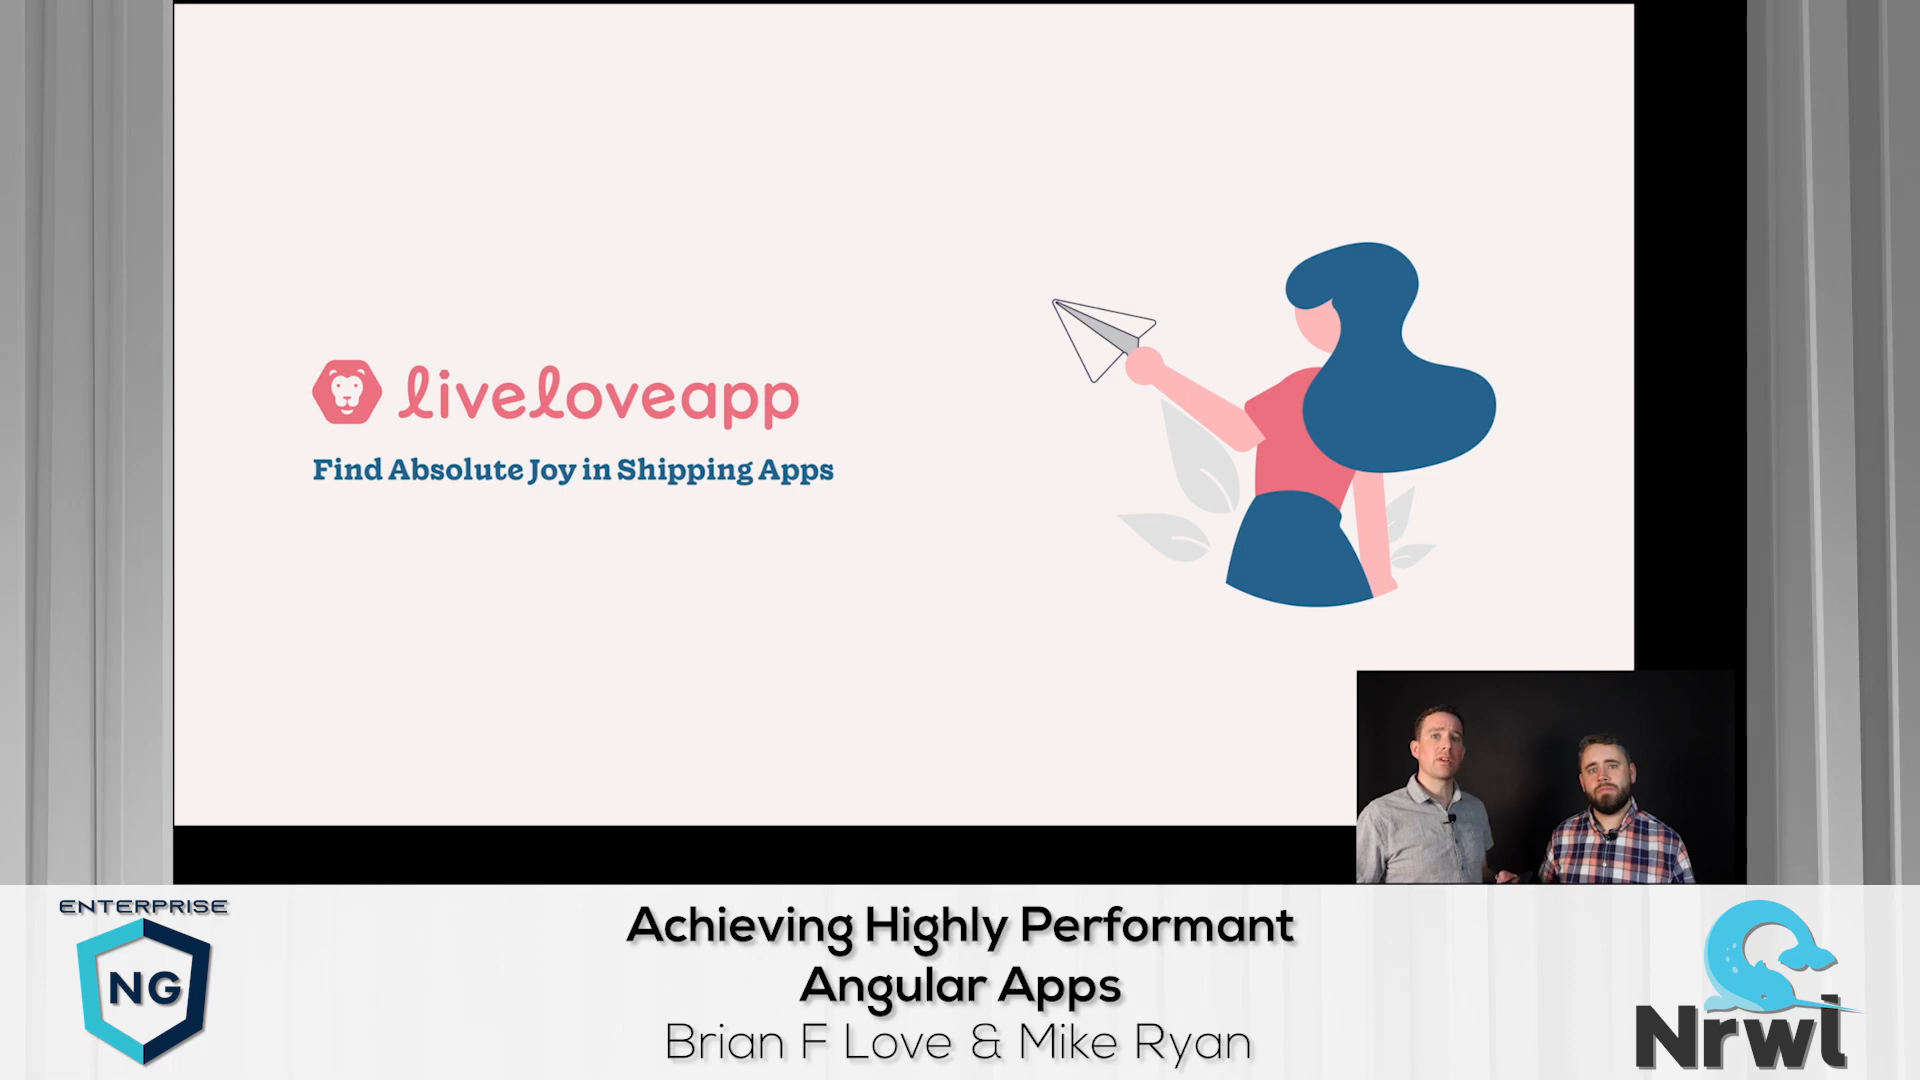 liveloveapp
Find Absolute Joy in Shipping Apps
ENTERPRISE
NG
Achieving Highly Performant
Angular Apps
Brian F Love & Mike Ryan
Nrwl